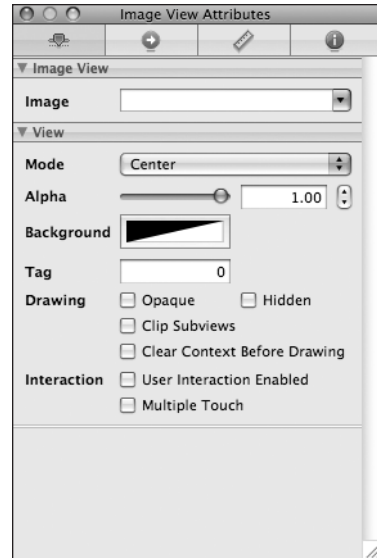 Image View Attributes
Image View
Image
View
Mode Center
Alpha 1.00
Background
Tag 0
Drawing Opaque Hidden
Clip Subviews
Clear Context Before Drawing
Interaction User Interaction Enabled
Multiple Touch